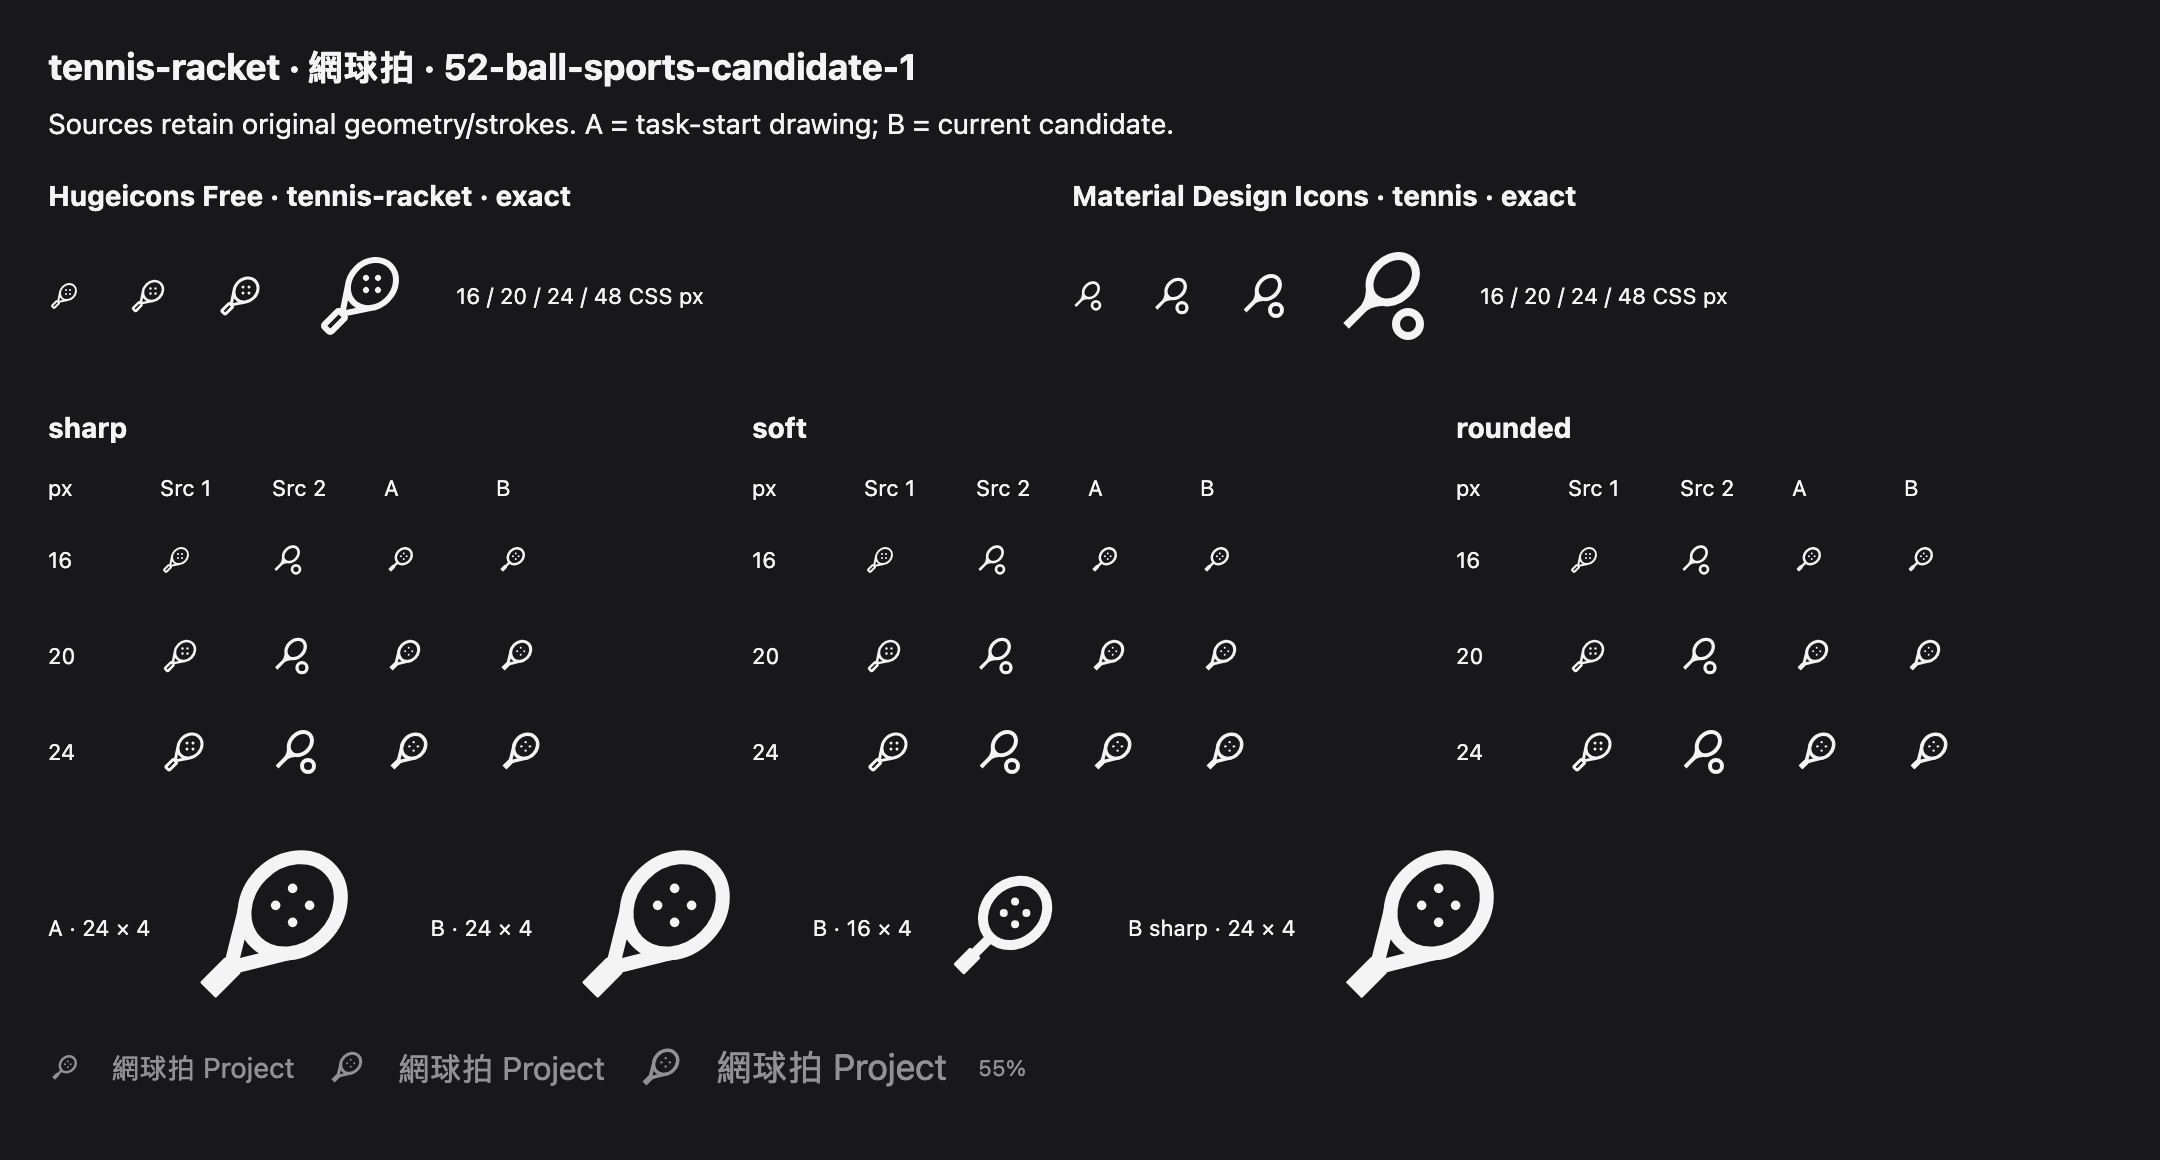 tennis-racket · 網球拍 · 52-ball-sports-candidate-1
Sources retain original geometry/strokes. A = task-start drawing; B = current candidate.
Hugeicons Free · tennis-racket · exact
16 / 20 / 24 / 48 CSS px
Material Design Icons · tennis · exact
16 / 20 / 24 / 48 CSS px
sharp
px Src 1 Src 2 A B
16
20
24
soft
px Src 1 Src 2 A B
16
20
24
rounded
px Src 1 Src 2 A B
16
20
24
A · 24 × 4
B · 24 × 4
B · 16 × 4
B sharp · 24 × 4
網球拍 Project
網球拍 Project
網球拍 Project
55%